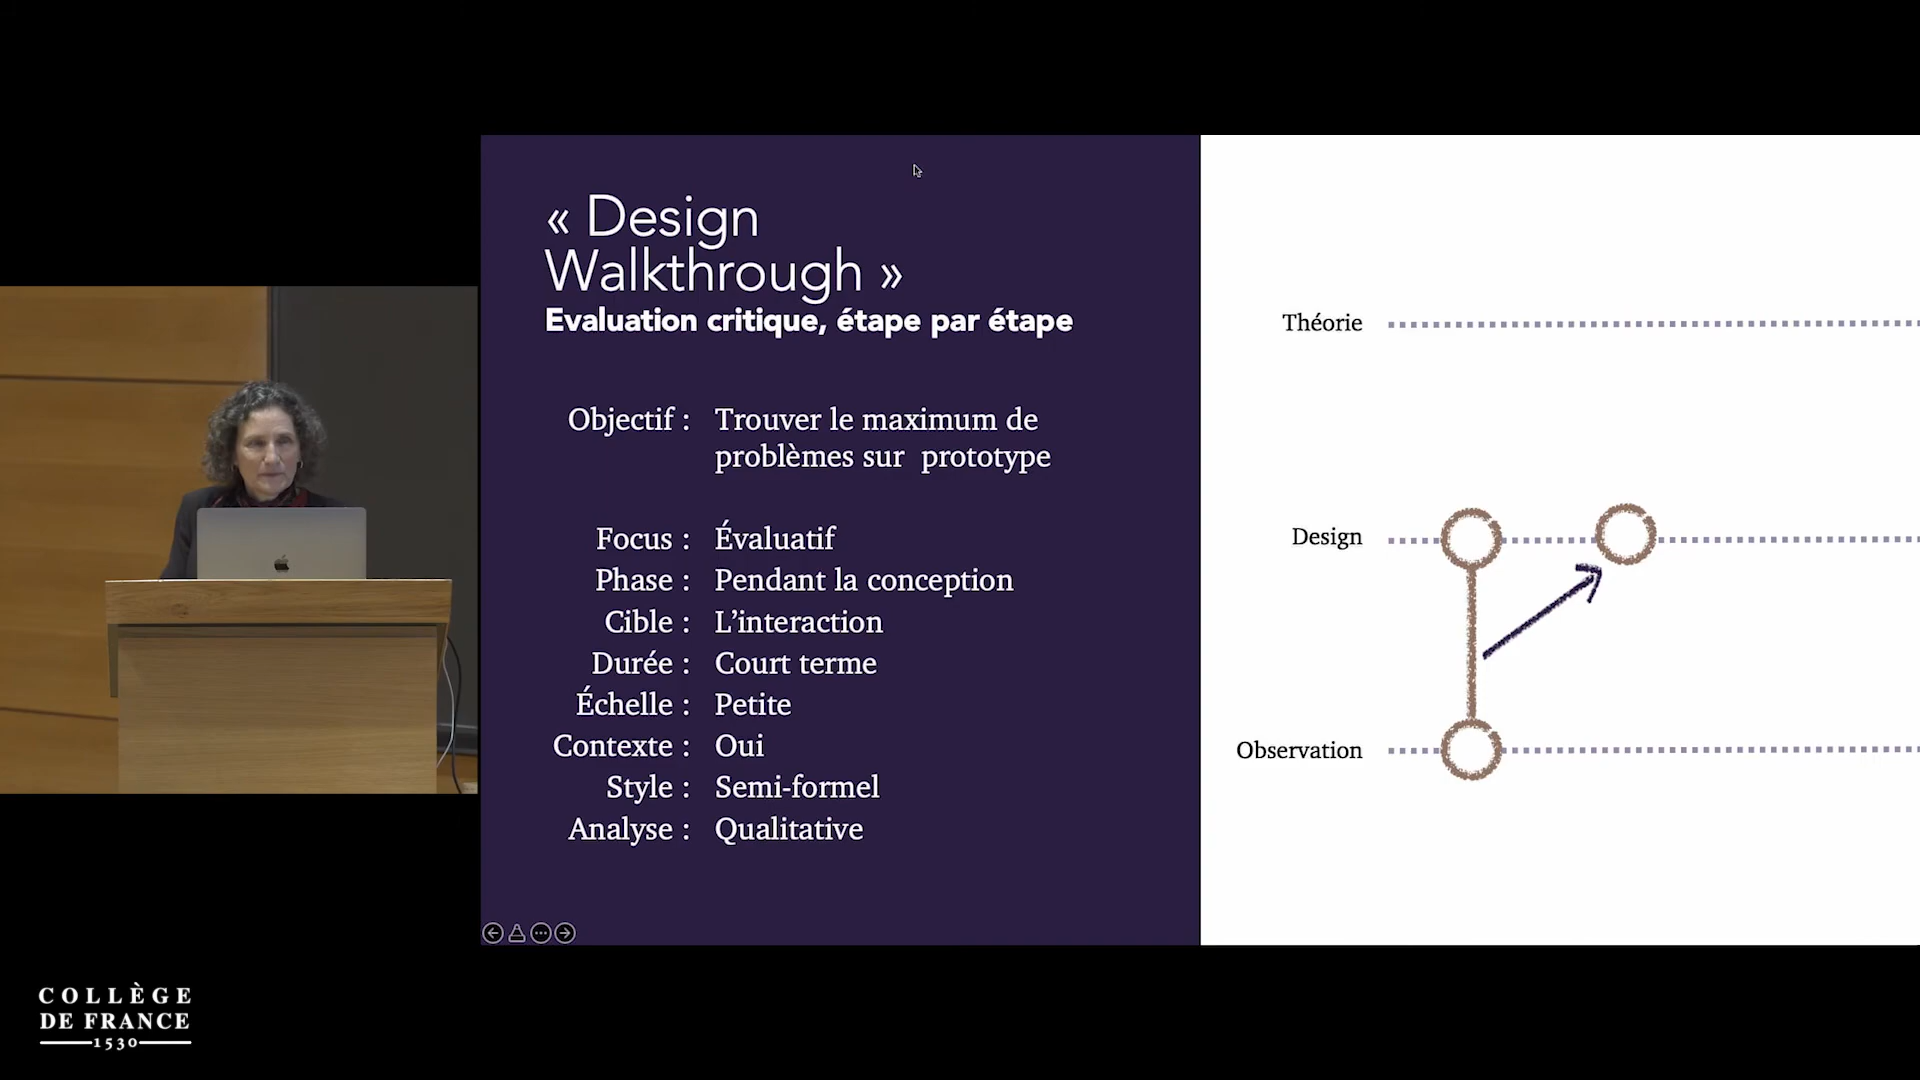 « Design
Walkthrough »
Evaluation critique, étape par étape
Objectif : Trouver le maximum de
problèmes sur prototype
Focus : Évaluatif
Phase : Pendant la conception
Cible : L’interaction
Durée : Court terme
Échelle : Petite
Contexte : Oui
Style : Semi-formel
Analyse : Qualitative
Théorie
Design
Observation
COLLÈGE
DE FRANCE
1530